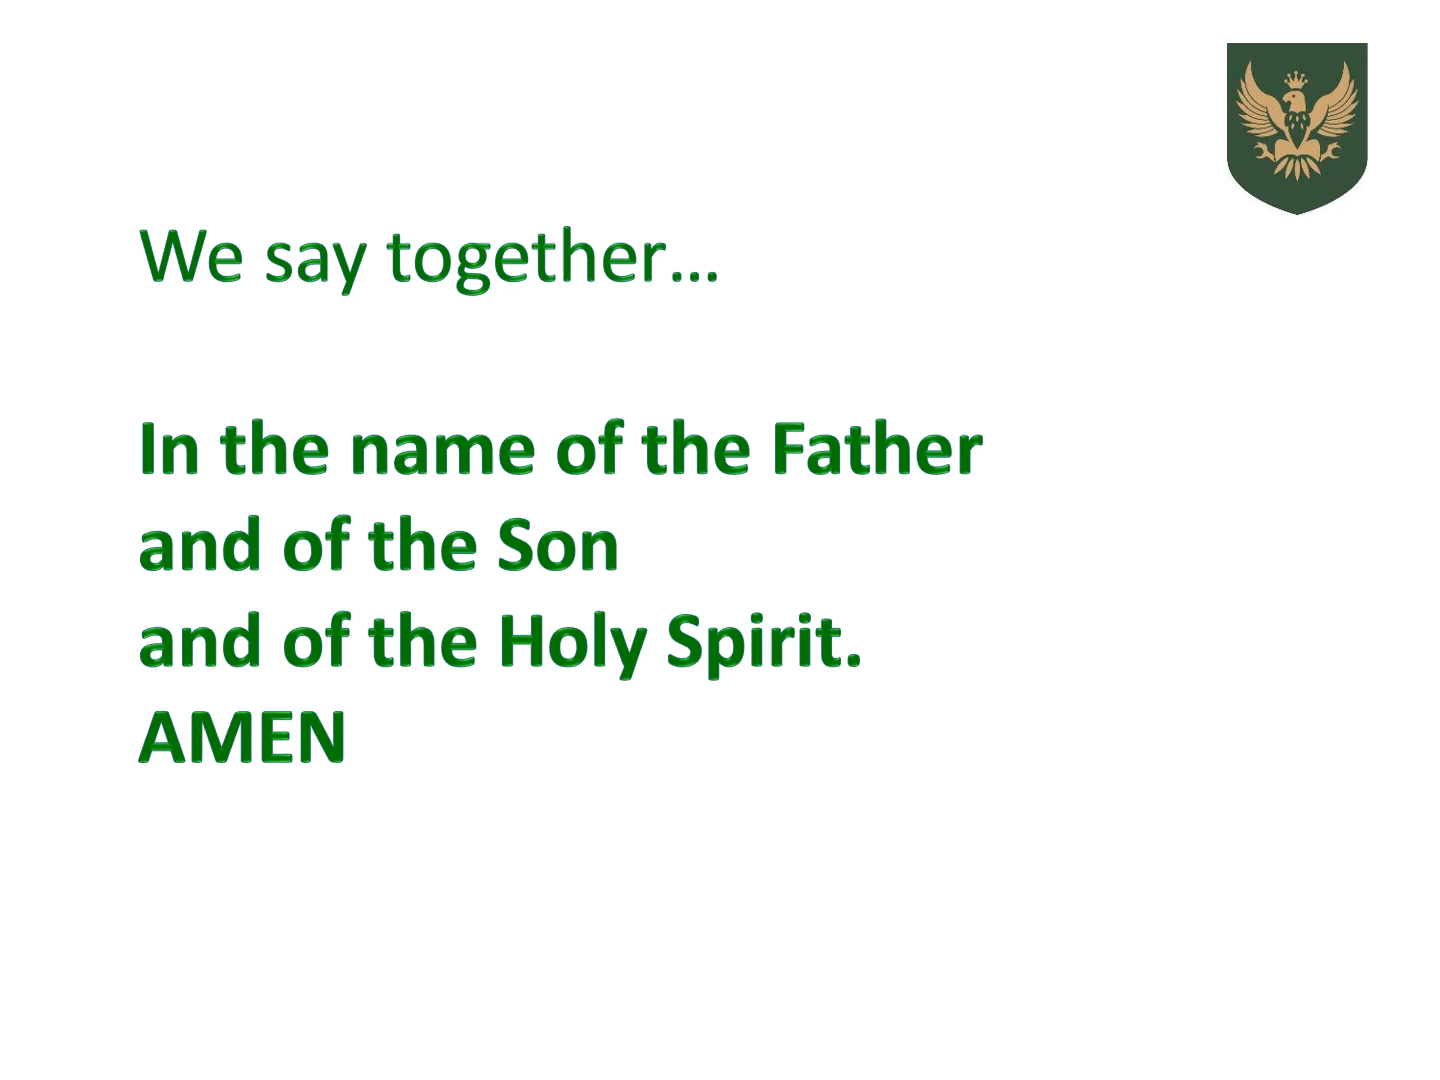 We say together…
In the name of the Father
and of the Son
and of the Holy Spirit.
AMEN